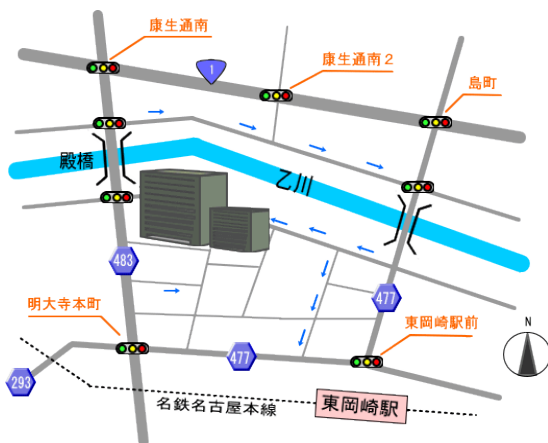 康生通南
1
康生通南２
島町
殿橋
乙川
483
477
明大寺本町
東岡崎駅前
N
477
293
名鉄名古屋本線
東岡崎駅